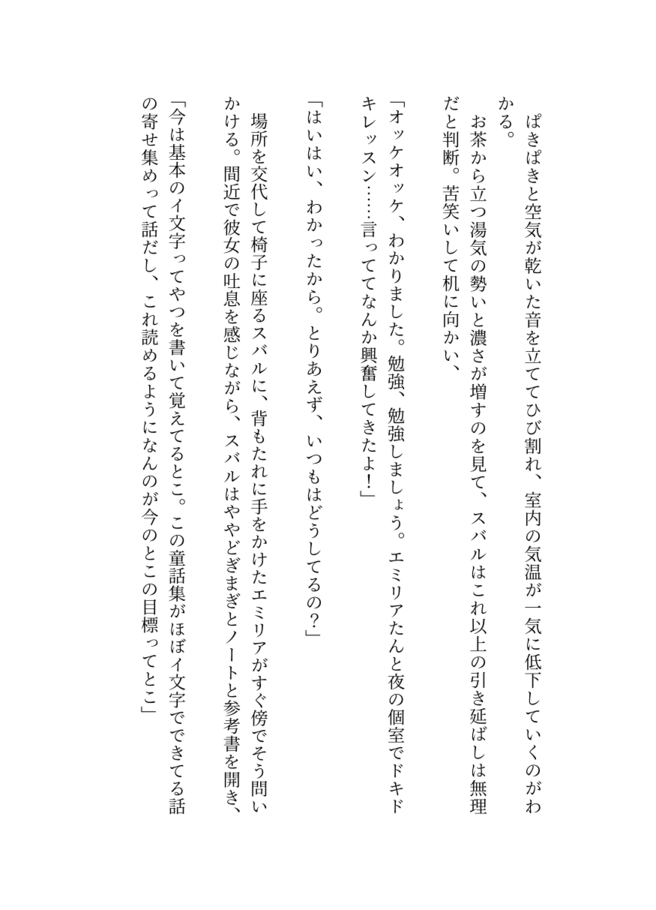 ぱきぱきと空気が乾いた音を立ててひび割れ、室内の気温が一気に低下していくのがわ
かる。
お茶から立つ湯気の勢いと濃さが増すのを見て、スバルはこれ以上の引き延ばしは無理
だと判断。苦笑いして机に向かい、
「オッケオッケ、わかりました。勉強、勉強しましょう。エミリアたんと夜の個室でドキド
キレッスン……言っててなんか興奮してきたよ！」
「はいはい、わかったから。とりあえず、いつもはどうしてるの？」
場所を交代して椅子に座るスバルに、背もたれに手をかけたエミリアがすぐ傍でそう問い
かける。間近で彼女の吐息を感じながら、スバルはややどぎまぎとノートと参考書を開き、
「今は基本のイ文字ってやつを書いて覚えてるとこ。この童話集がほぼイ文字でできてる話
の寄せ集めって話だし、これ読めるようになんのが今のとこの目標ってとこ」